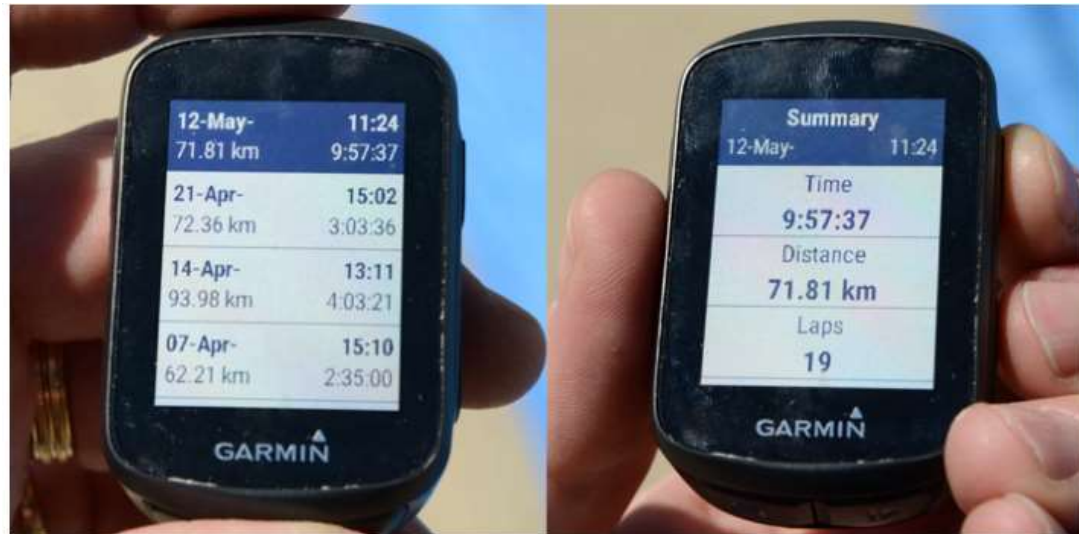 12-May- 11:24
71.81 km 9:57:37
21-Apr- 15:02
72.36 km 3:03:36
14-Apr- 13:11
93.98 km 4:03:21
07-Apr- 15:10
62.21 km 2:35:00
GARMIN
Summary
12-May- 11:24
Time
9:57:37
Distance
71.81 km
Laps
19
GARMIN